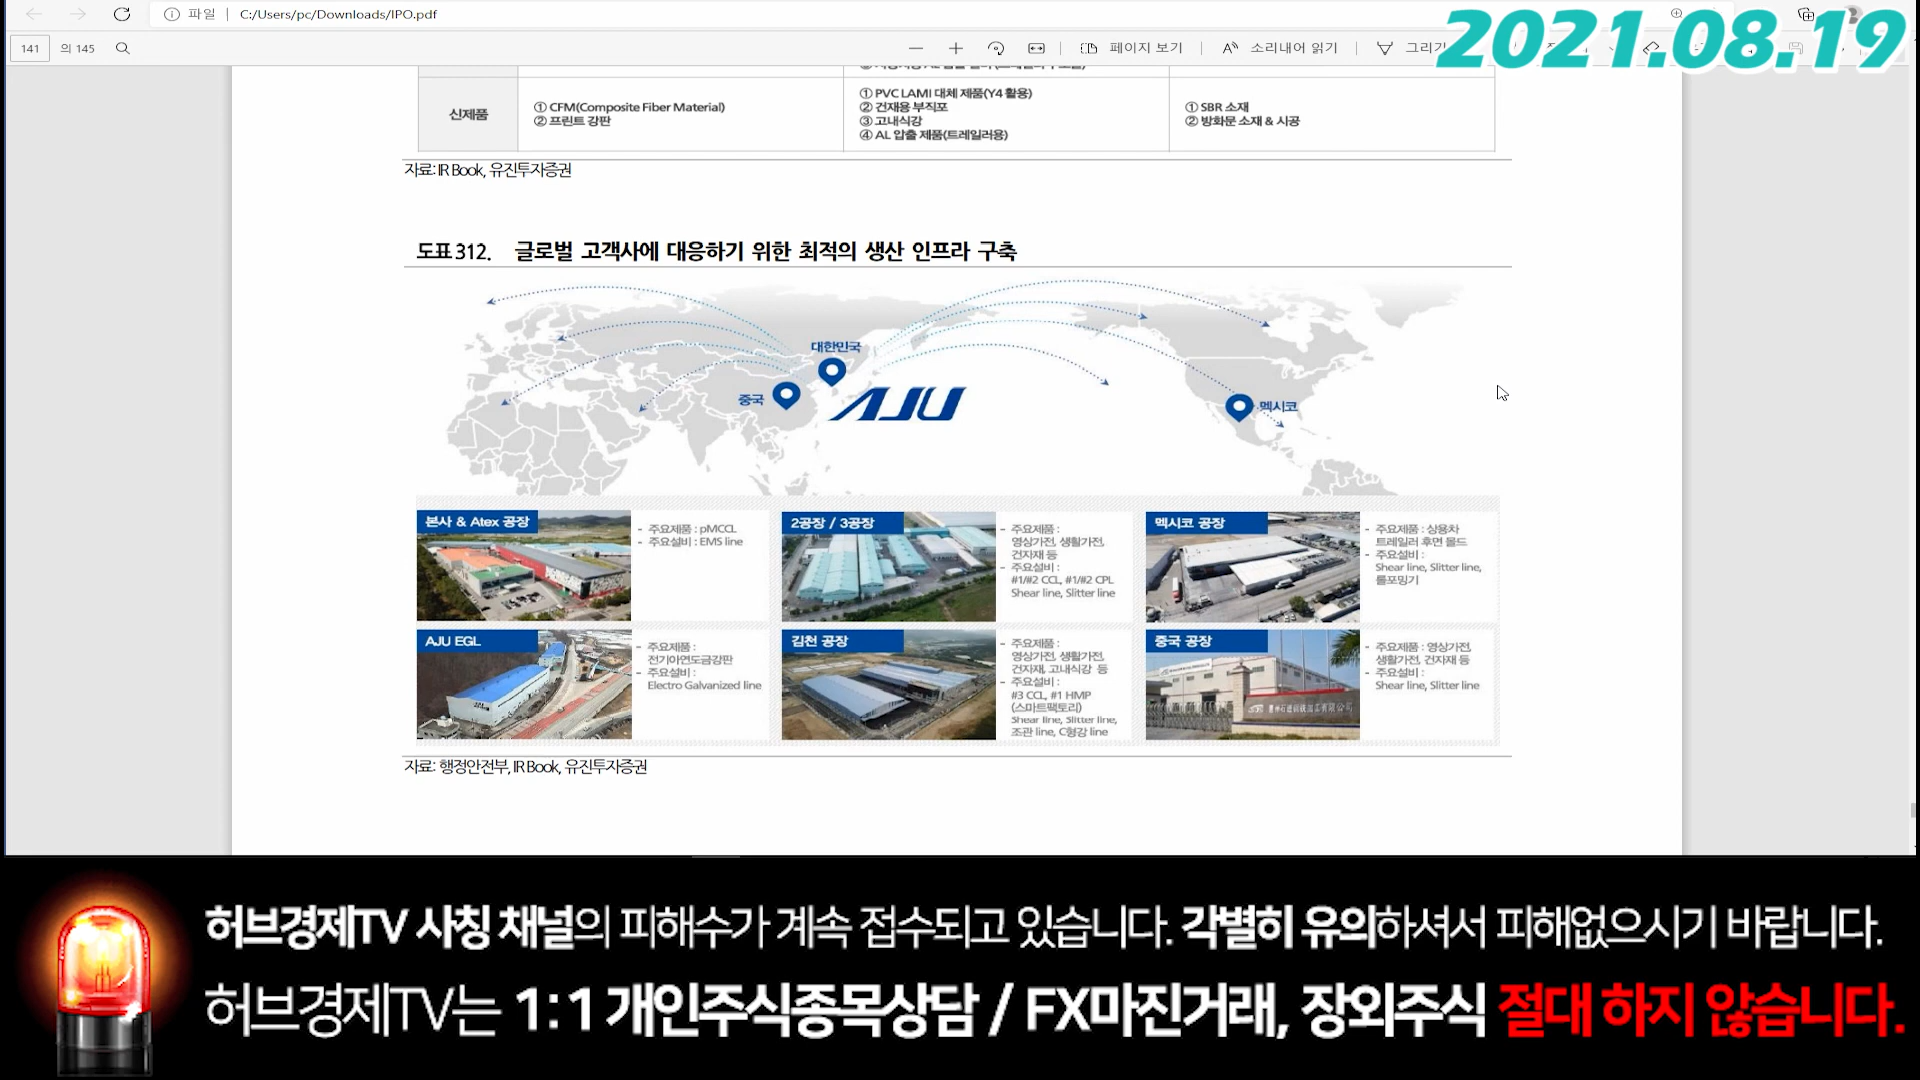 파일
C:/Users/pc/Downloads/IPO.pdf
2021.08.19
141
의 145
페이지 보기
소리내어 읽기
그리기
신제품
① CFM(Composite Fiber Material)
② 프린트 강판
① PVC LAMI 대체 제품(Y4 활용)
② 건재용 부직포
③ 고내식강
④ AL 압출 제품(트레일러용)
① SBR 소재
② 방화문 소재 & 시공
자료: IR Book, 유진투자증권
도표 312. 글로벌 고객사에 대응하기 위한 최적의 생산 인프라 구축
대한민국
중국
AJU
멕시코
본사 & Atex 공장
- 주요제품 : pMCCL
- 주요설비 : EMS line
2공장 / 3공장
- 주요제품 :
영상가전, 생활가전,
건자재 등
- 주요설비 :
#1/#2 CCL, #1/#2 CPL
Shear line, Slitter line
멕시코 공장
- 주요제품 : 상용차
트레일러 후면 몰드
- 주요설비 :
Shear line, Slitter line,
롤포밍기
AJU EGL
- 주요제품 :
전기아연도금강판
- 주요설비 :
Electro Galvanized line
김천 공장
- 주요제품 :
영상가전, 생활가전,
건자재, 고내식강 등
- 주요설비 :
#3 CCL, #1 HMP
(스마트팩토리)
Shear line, Slitter line,
조관 line, C형강 line
중국 공장
- 주요제품 : 영상가전,
생활가전, 건자재 등
- 주요설비 :
Shear line, Slitter line
자료: 행정안전부, IR Book, 유진투자증권
허브경제TV 사칭 채널의 피해수가 계속 접수되고 있습니다. 각별히 유의하셔서 피해없으시기 바랍니다.
허브경제TV는 1:1 개인주식종목상담 / FX마진거래, 장외주식 절대 하지 않습니다.